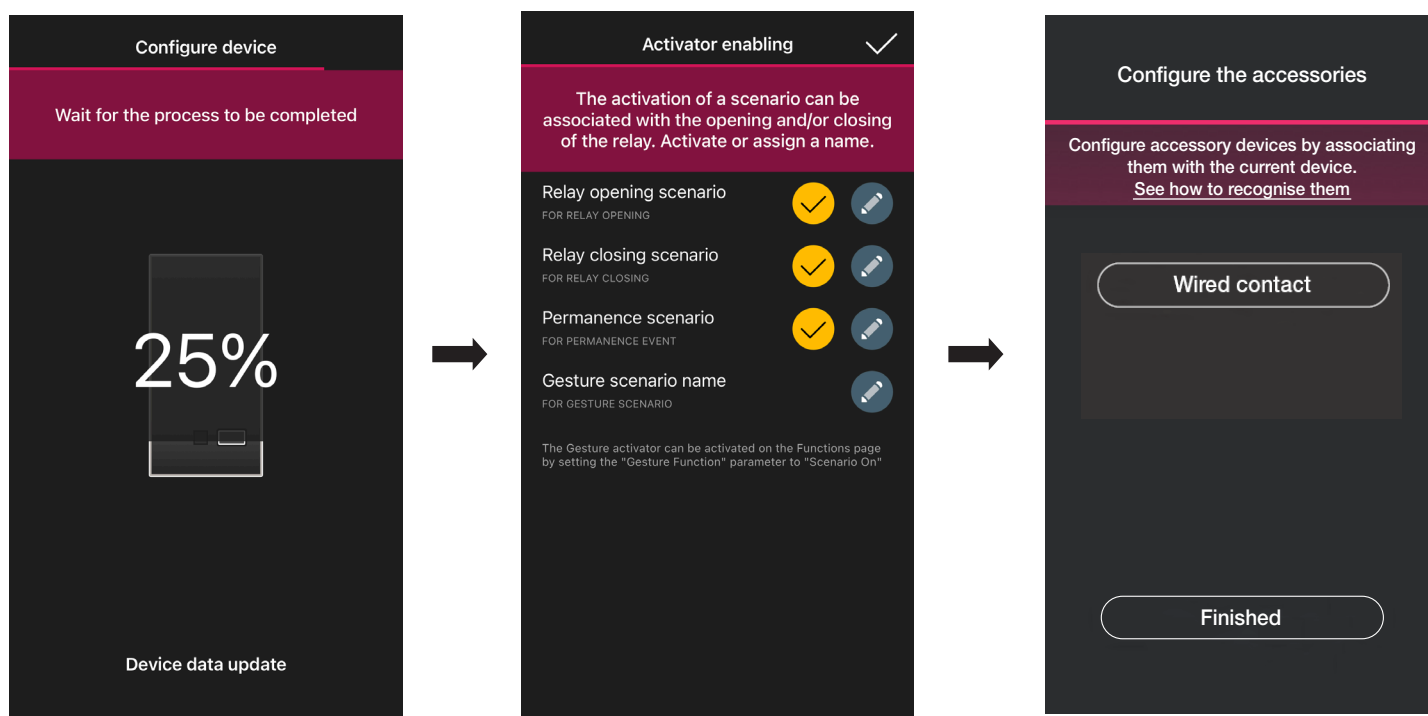 Configure device
Wait for the process to be completed
25%
Device data update
Activator enabling
The activation of a scenario can be
associated with the opening and/or closing
of the relay. Activate or assign a name.
Relay opening scenario
FOR RELAY OPENING
Relay closing scenario
FOR RELAY CLOSING
Permanence scenario
FOR PERMANENCE EVENT
Gesture scenario name
FOR GESTURE SCENARIO
The Gesture activator can be activated on the Functions page
by setting the "Gesture Function" parameter to "Scenario On"
Configure the accessories
Configure accessory devices by associating
them with the current device.
See how to recognise them
Wired contact
Finished